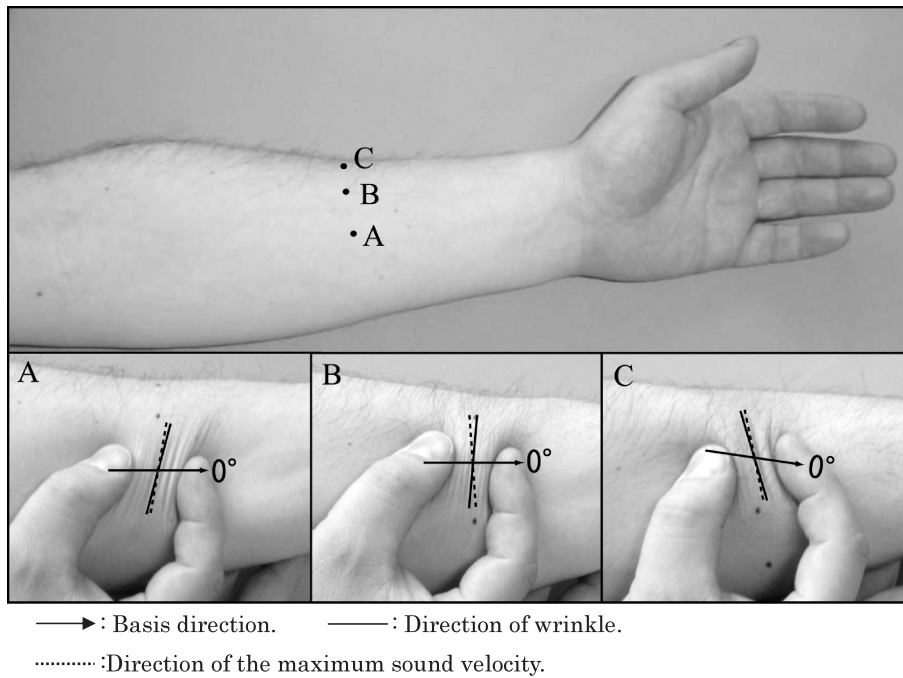 C
B
A
A
0°
B
0°
C
0°
: Basis direction.
: Direction of wrinkle.
:Direction of the maximum sound velocity.